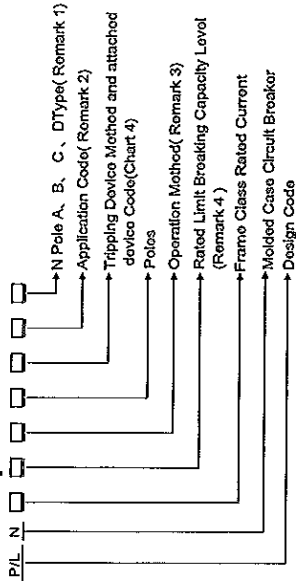 P/L N
N Pole A、B、C、DType( Remark 1)
Application Code( Remark 2)
Tripping Device Method and attached
device Code(Chart 4)
Poles
Operation Method( Remark 3)
Rated Limit Breaking Capacity Level
(Remark 4)
Frame Class Rated Current
Molded Case Circuit Breaker
Design Code